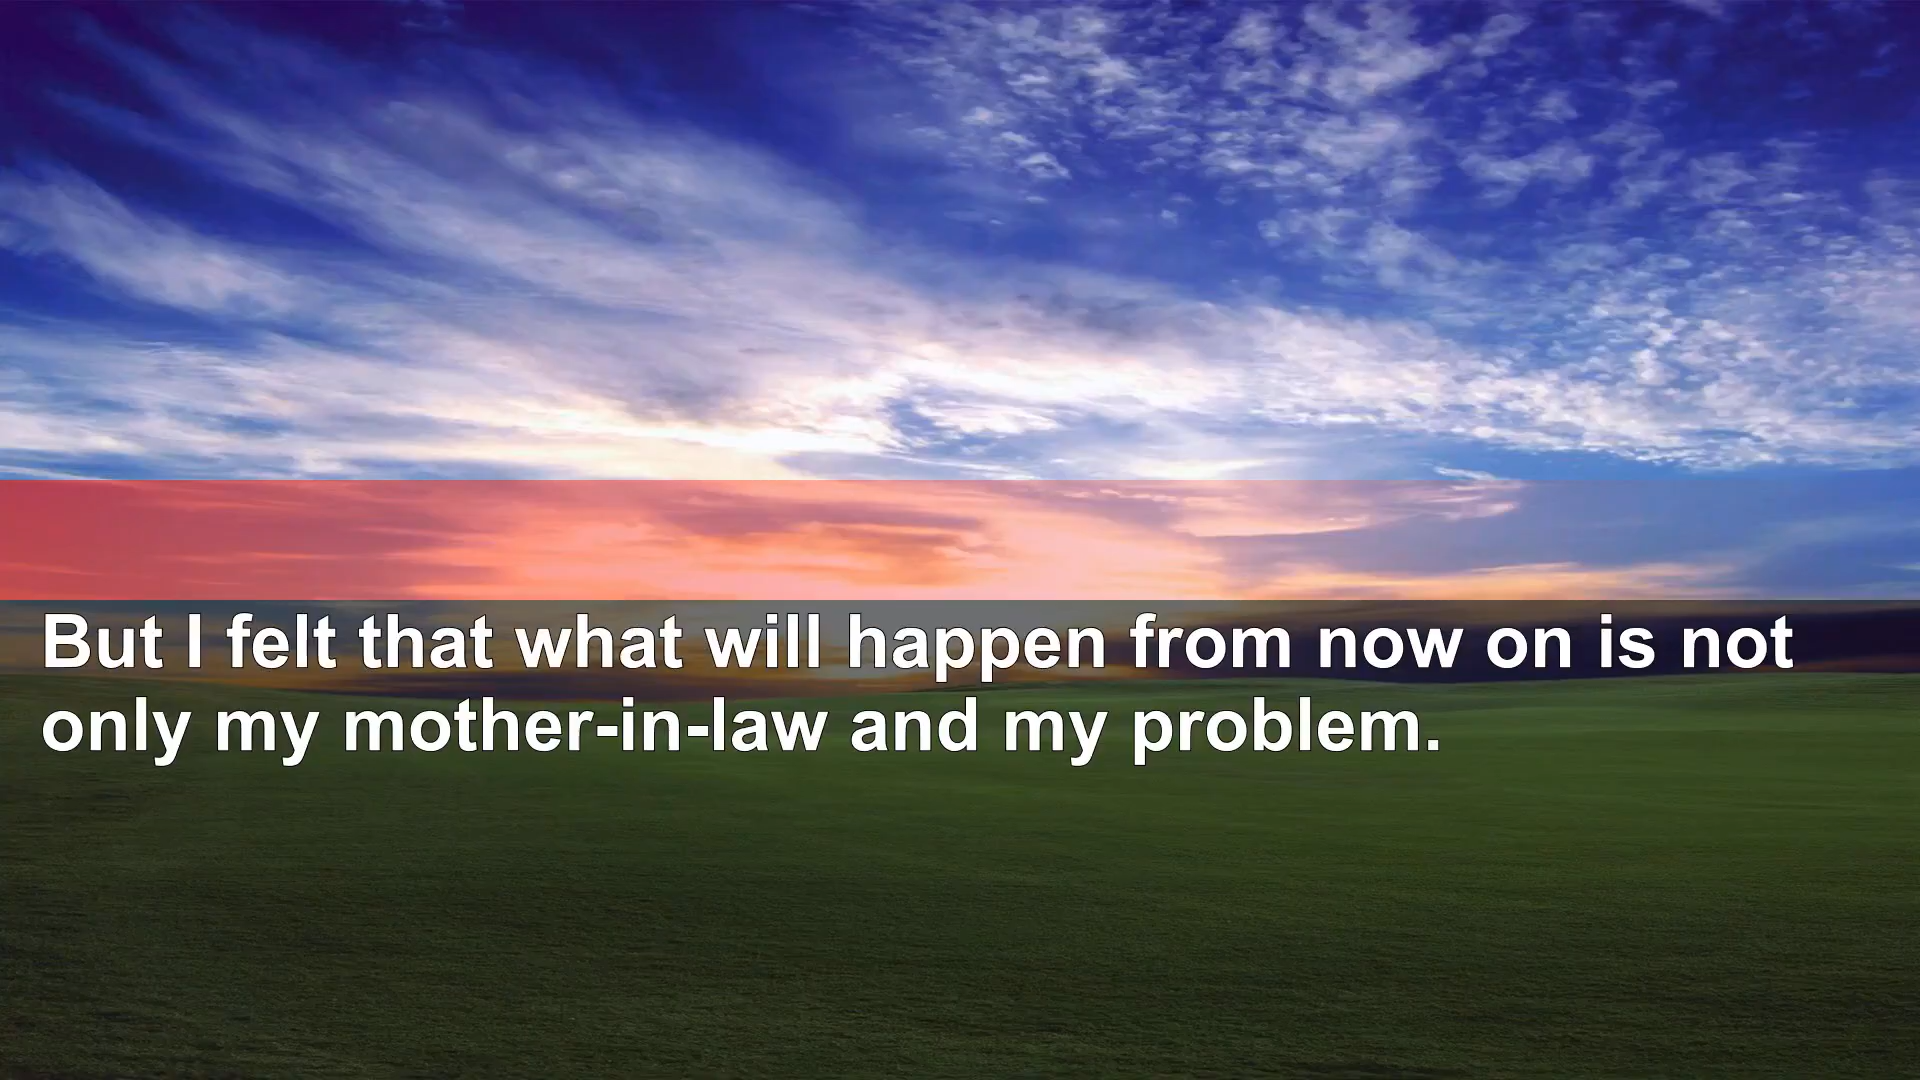 But I felt that what will happen from now on is not
only my mother-in-law and my problem.